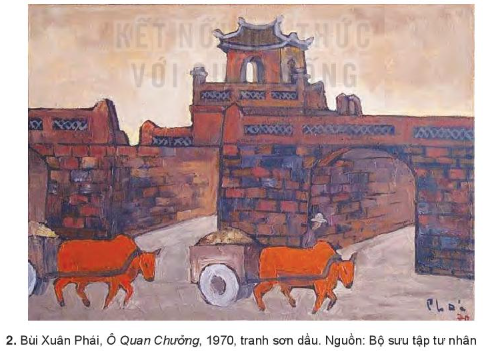 KẾT NỐI TRI THỨC
VỚI CUỘC SỐNG
Phái
70
2. Bùi Xuân Phái, Ô Quan Chưởng, 1970, tranh sơn dầu. Nguồn: Bộ sưu tập tư nhân